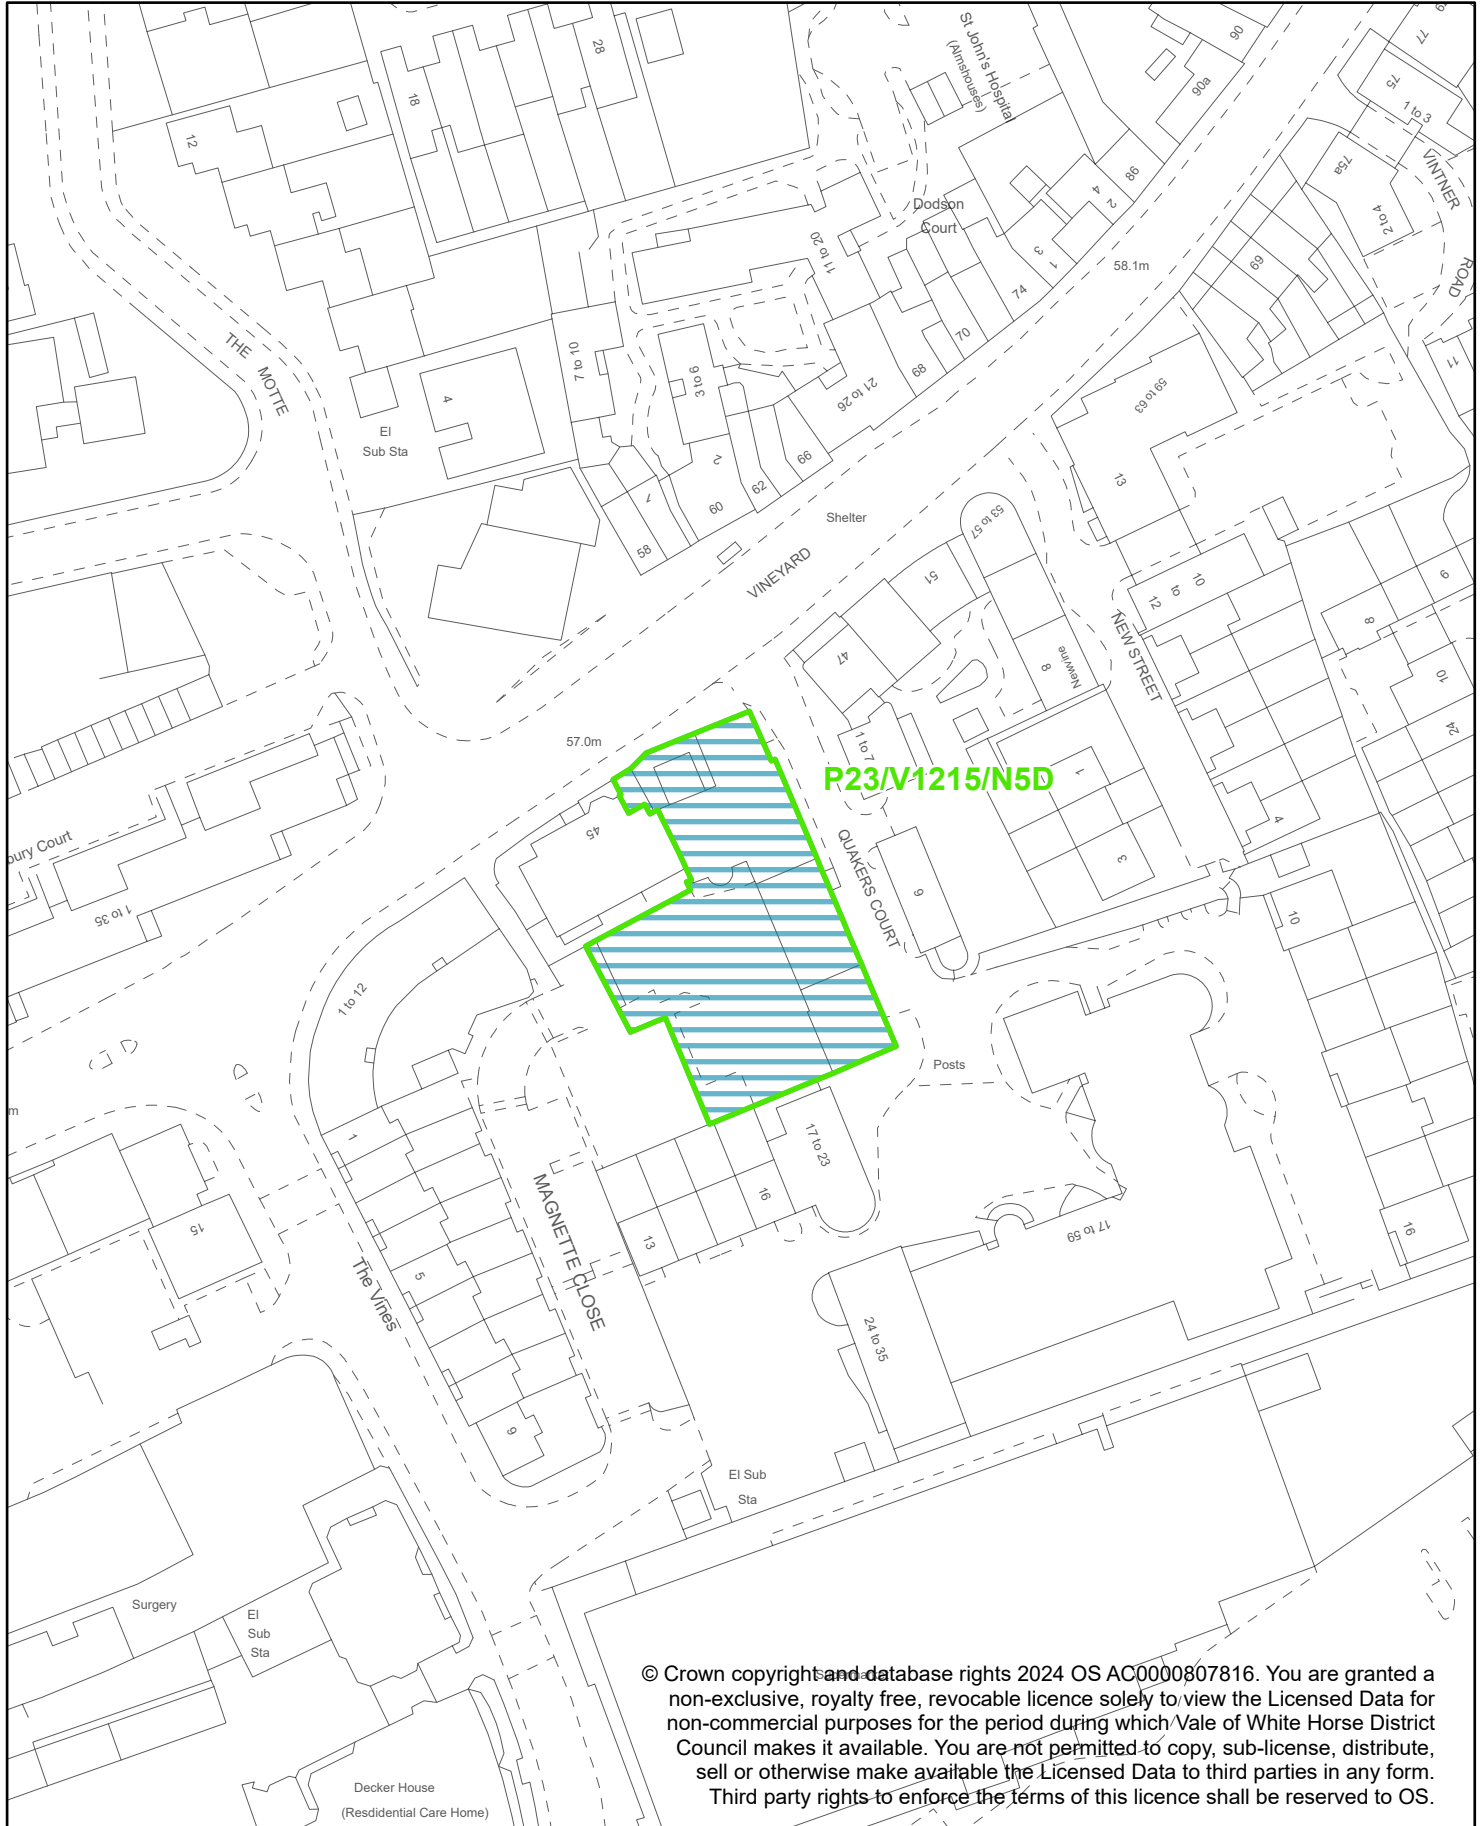 28
18
12
St John's Hospital
(Almshouses)
90
90a
77
75
1 to 3
75a
VINTNER
ROAD
2 to 4
98
4
2
3
1
Dodson
Court
58.1m
69
11 to 20
74
70
68
11
THE MOTTE
7 to 10
3 to 6
4
21 to 26
59 to 63
El
Sub Sta
2
66
62
60
1
58
13
53 to 57
Shelter
VINEYARD
51
10
to
12
9
8
47
8
Newvine
NEW STREET
10
24
57.0m
1 to 7
1
P23/V1215/N5D
45
4
3
QUAKERS COURT
9
bury Court
1 to 35
10
1 to 12
Posts
m
1
17 to 23
16
15
MAGNETTE CLOSE
13
17 to 59
16
5
The Vines
24 to 35
9
El Sub
Sta
Surgery
El
Sub
Sta
© Crown copyright and database rights 2024 OS AC0000807816. You are granted a
non-exclusive, royalty free, revocable licence solely to view the Licensed Data for
non-commercial purposes for the period during which Vale of White Horse District
Council makes it available. You are not permitted to copy, sub-license, distribute,
sell or otherwise make available the Licensed Data to third parties in any form.
Third party rights to enforce the terms of this licence shall be reserved to OS.
Decker House
(Resdidential Care Home)